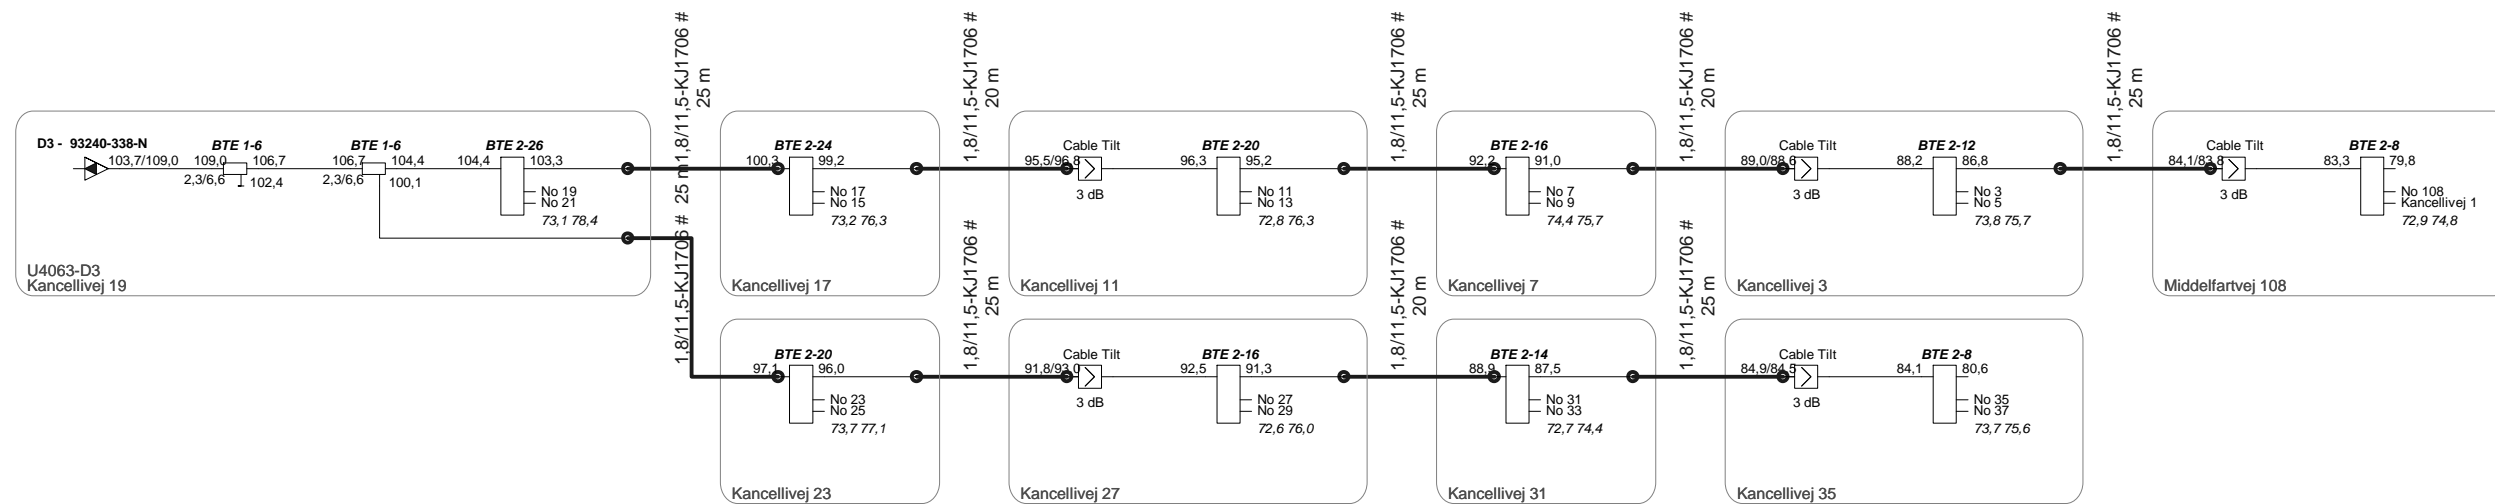 1,8/11,5-KJ1706 #
25 m
1,8/11,5-KJ1706 #
20 m
1,8/11,5-KJ1706 #
25 m
1,8/11,5-KJ1706 #
20 m
1,8/11,5-KJ1706 #
25 m
D3 - 93240-338-N
103,7/109,0
BTE 1-6
109,0
106,7
2,3/6,6
102,4
BTE 1-6
106,7
104,4
2,3/6,6
100,1
BTE 2-26
104,4
103,3
No 19
No 21
73,1 78,4
U4063-D3
Kancellivej 19
BTE 2-24
100,3
99,2
No 17
No 15
73,2 76,3
Kancellivej 17
Cable Tilt
95,5/96,8
3 dB
BTE 2-20
96,3
95,2
No 11
No 13
72,8 76,3
Kancellivej 11
BTE 2-16
92,2
91,0
No 7
No 9
74,4 75,7
Kancellivej 7
Cable Tilt
89,0/88,6
3 dB
BTE 2-12
88,2
86,8
No 3
No 5
73,8 75,7
Kancellivej 3
Cable Tilt
84,1/83,8
3 dB
BTE 2-8
83,3
79,8
No 108
Kancellivej 1
72,9 74,8
Middelfartvej 108
1,8/11,5-KJ1706 #
25 m
1,8/11,5-KJ1706 #
25 m
1,8/11,5-KJ1706 #
20 m
1,8/11,5-KJ1706 #
25 m
BTE 2-20
97,1
96,0
No 23
No 25
73,7 77,1
Kancellivej 23
Cable Tilt
91,8/93,0
3 dB
BTE 2-16
92,5
91,3
No 27
No 29
72,6 76,0
Kancellivej 27
BTE 2-14
88,9
87,5
No 31
No 33
72,7 74,4
Kancellivej 31
Cable Tilt
84,9/84,5
3 dB
BTE 2-8
84,1
80,6
No 35
No 37
73,7 75,6
Kancellivej 35